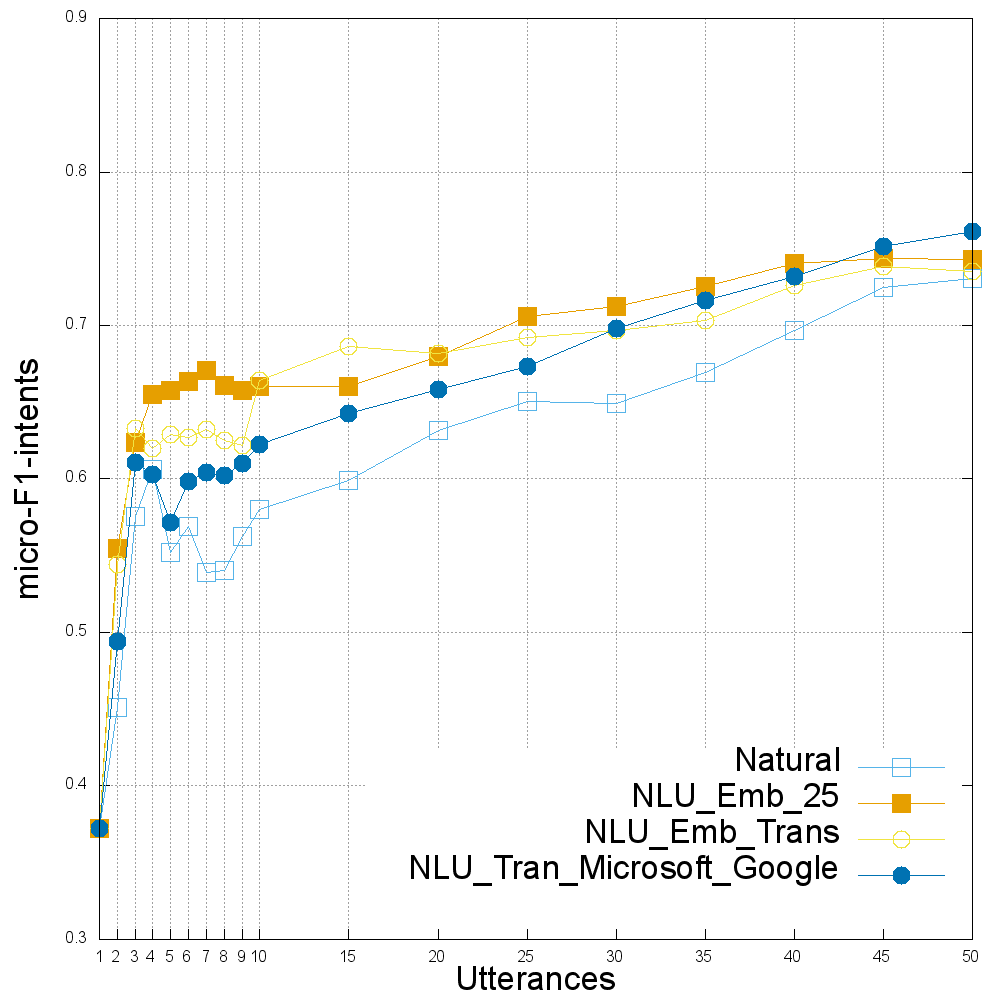 0.9
0.8
0.7
0.6
0.5
0.4
0.3
micro-F1-intents
Natural
NLU_Emb_25
NLU_Emb_Trans
NLU_Tran_Microsoft_Google
1 2 3 4 5 6 7 8 9 10 15 20 25 30 35 40 45 50
Utterances